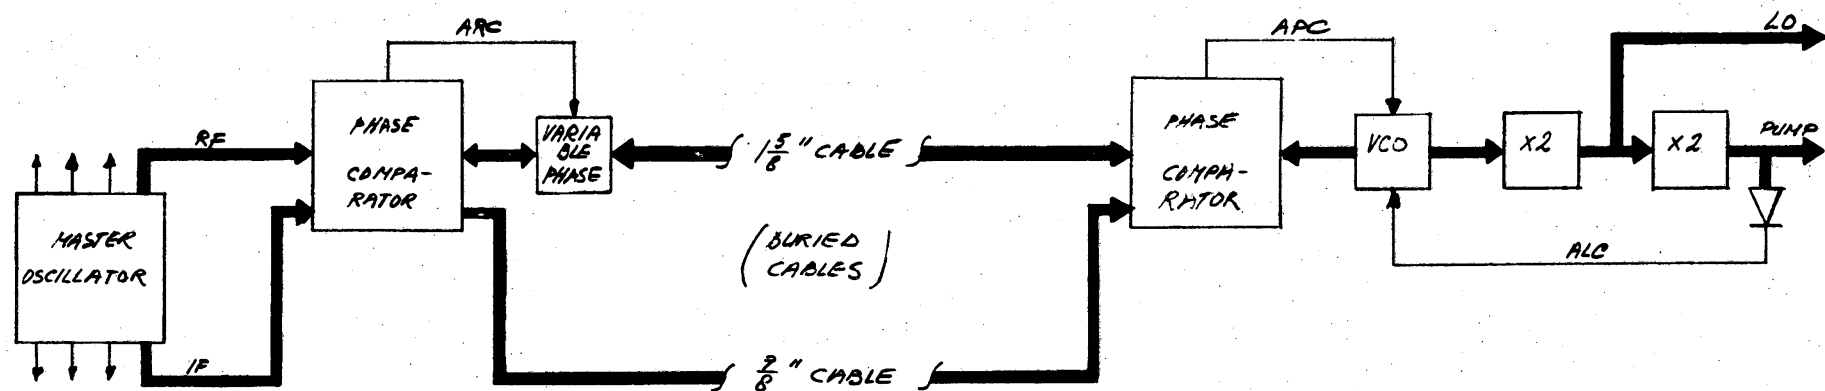 ARC
APC
LO
RF
PHASE
COMPA-
RATOR
VARIA
BLE
PHASE
1 5/8 " CABLE
PHASE
COMPA-
RATOR
VCO
X2
X2
PUMP
MASTER
OSCILLATOR
(BURIED
CABLES)
ALC
IF
7/8 " CABLE